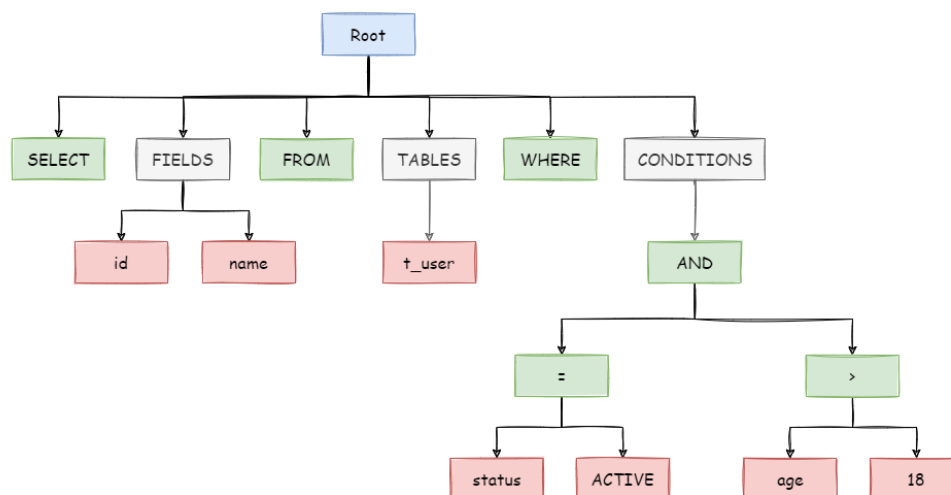 Root
SELECT FIELDS FROM TABLES WHERE CONDITIONS
id name t_user AND
= >
status ACTIVE age 18